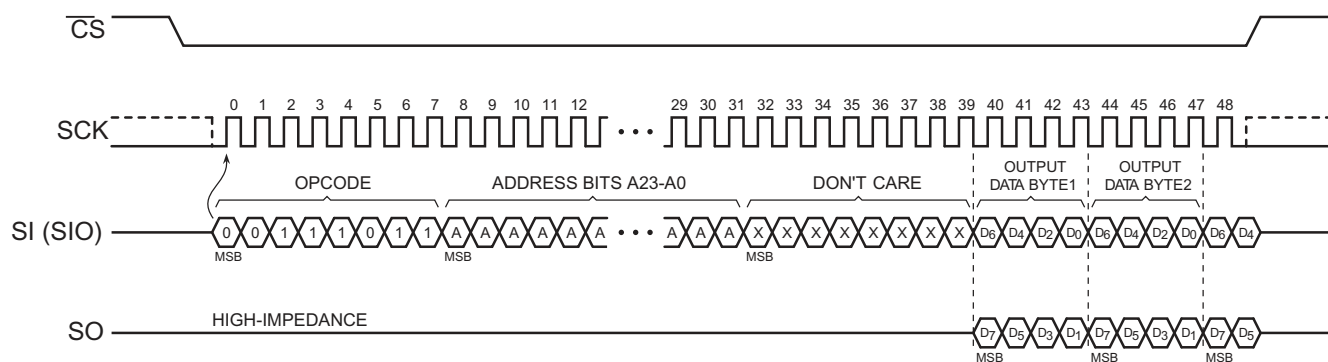 CS
0 1 2 3 4 5 6 7 8 9 10 11 12 29 30 31 32 33 34 35 36 37 38 39 40 41 42 43 44 45 46 47 48
SCK
OPCODE ADDRESS BITS A23-A0 DON'T CARE OUTPUT DATA BYTE1 OUTPUT DATA BYTE2
SI (SIO) 0 0 1 1 1 0 1 1 A A A A A A A A A X X X X X X X X D6 D4 D2 D0 D6 D4 D2 D0 D6 D4
MSB MSB MSB
HIGH-IMPEDANCE
SO D7 D5 D3 D1 D7 D5 D3 D1 D7 D5
MSB MSB MSB